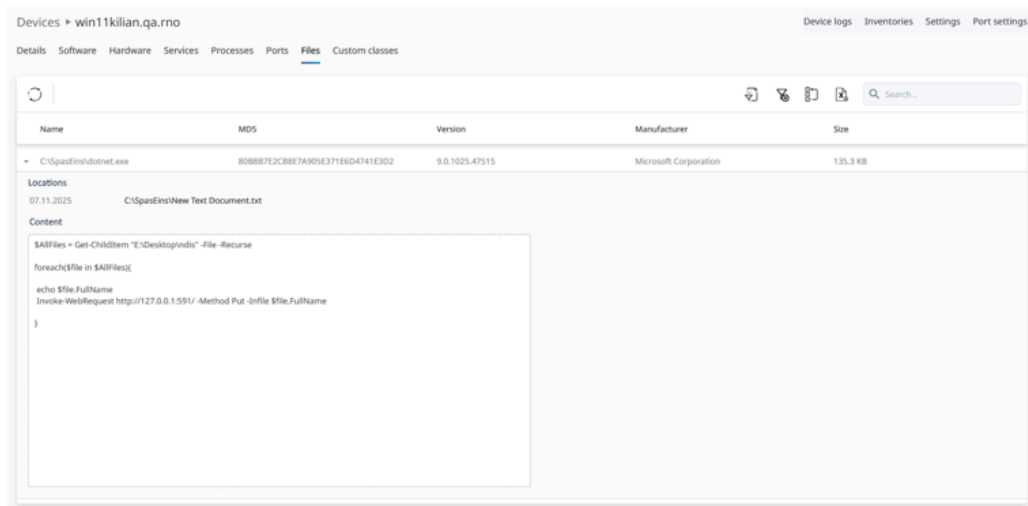 Devices ▸ win11kilian.qa.rno
Device logs Inventories Settings Port settings
Details Software Hardware Services Processes Ports Files Custom classes
Search...
Name MD5 Version Manufacturer Size
C:\SpasEins\dotnet.exe 80BBB7E2CB8E7A905E371E6D4741E3D2 9.0.1025.47515 Microsoft Corporation 135.3 KB
Locations
07.11.2025 C:\SpasEins\New Text Document.txt
Content
$AllFiles = Get-ChildItem "E:\Desktop\ndis" -File -Recurse
foreach($file in $AllFiles){
echo $file.FullName
Invoke-WebRequest http://127.0.0.1:591/ -Method Put -Infile $file.FullName
}